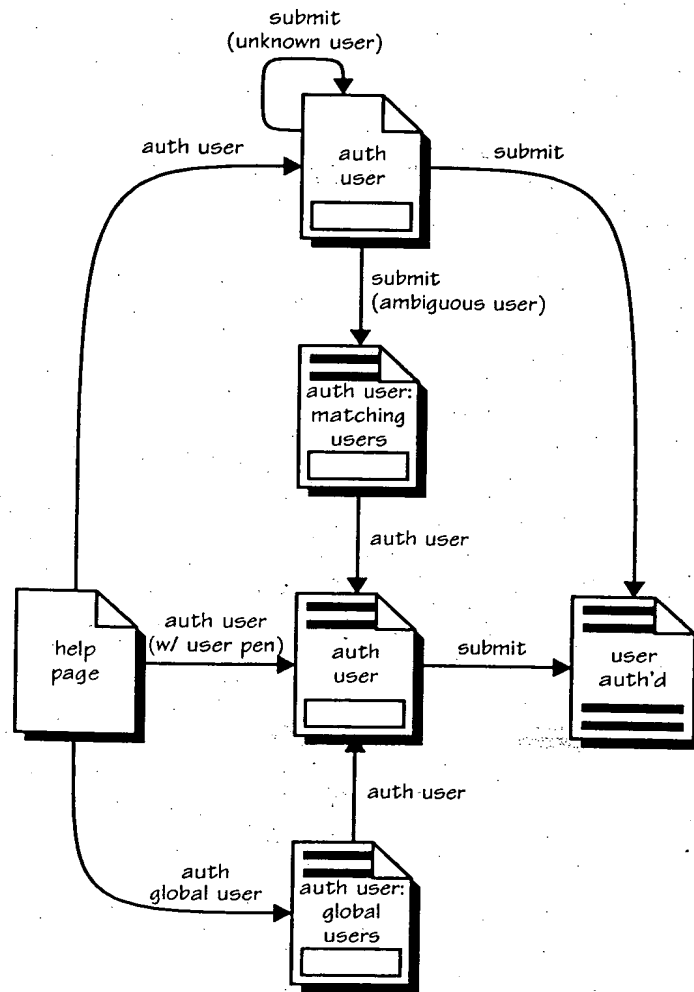 submit
(unknown user)
auth user
auth
user
submit
submit
(ambiguous user)
auth user:
matching
users
auth user
help
page
auth user
(w/ user pen)
auth
user
submit
user
auth'd
auth user
auth
global user
auth user:
global
users